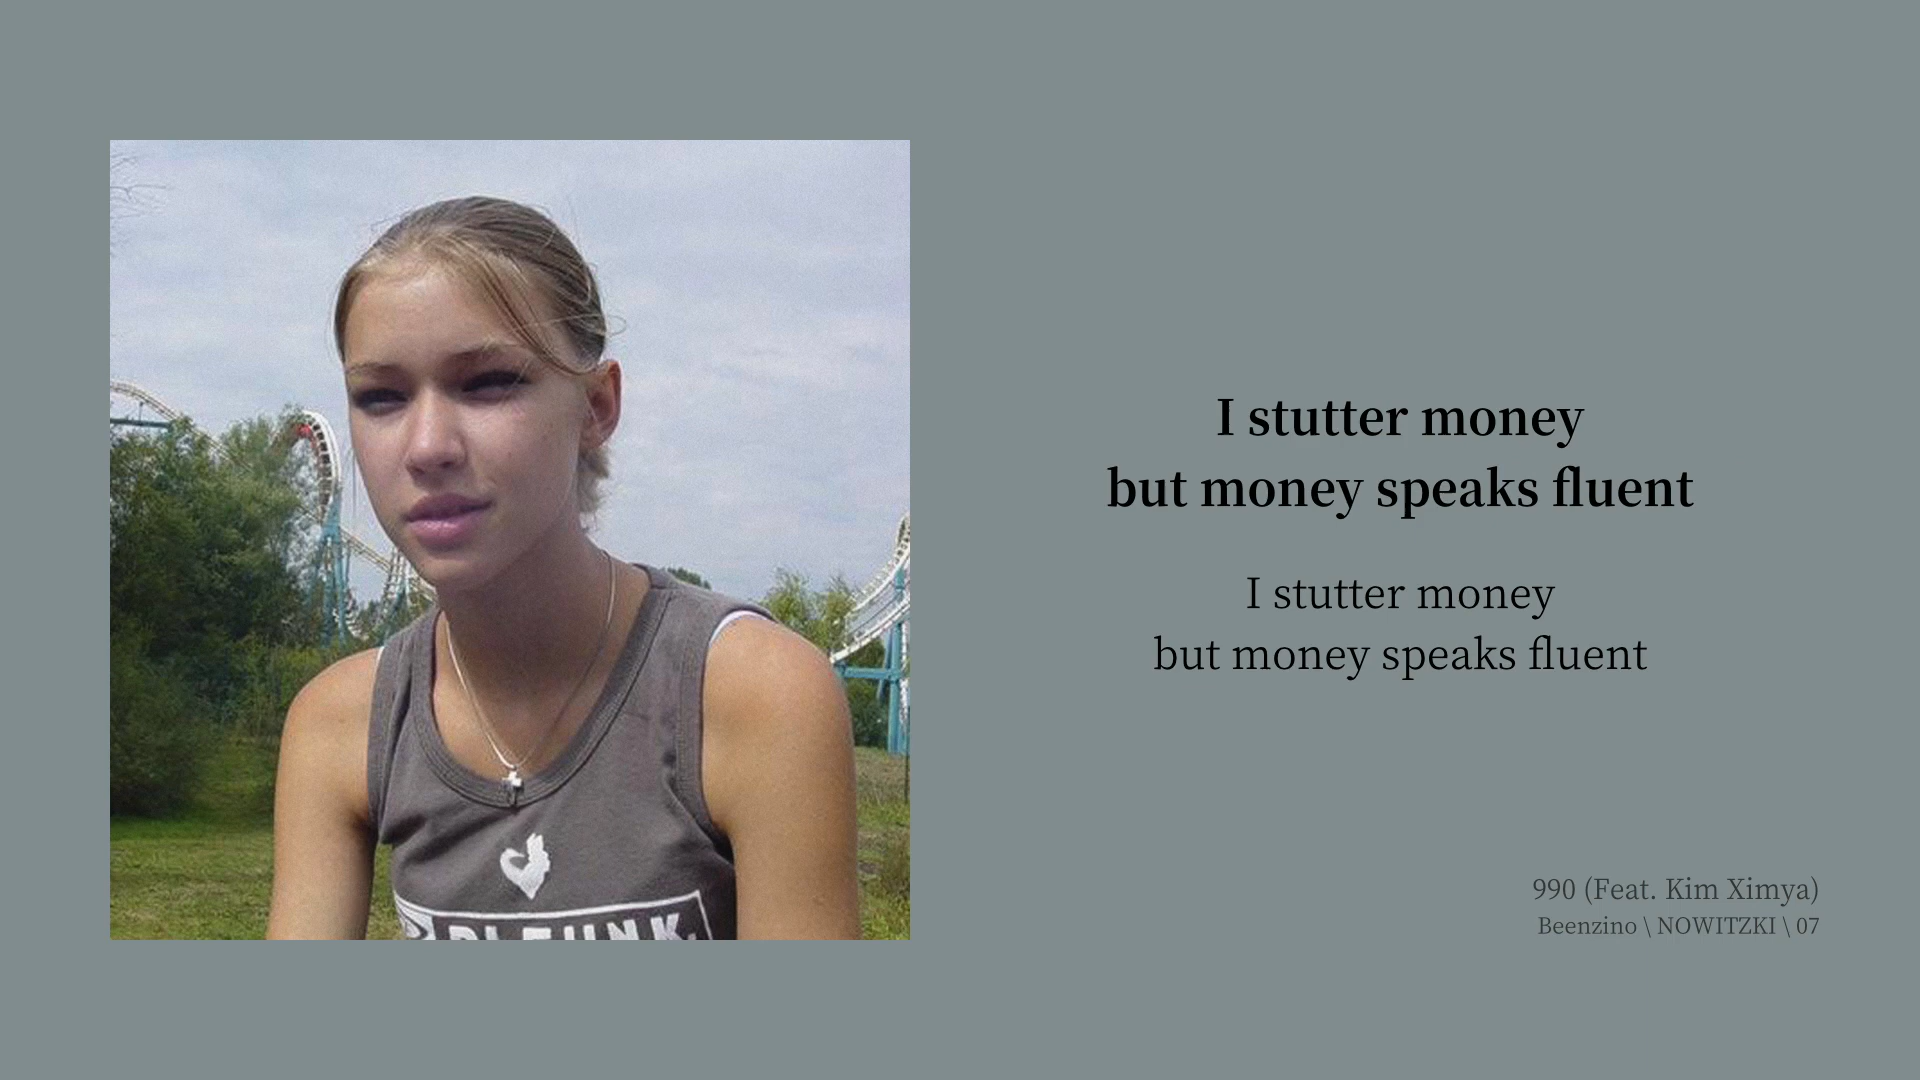 I stutter money
but money speaks fluent
I stutter money
but money speaks fluent
990 (Feat. Kim Ximya)
Beenzino \ NOWITZKI \ 07